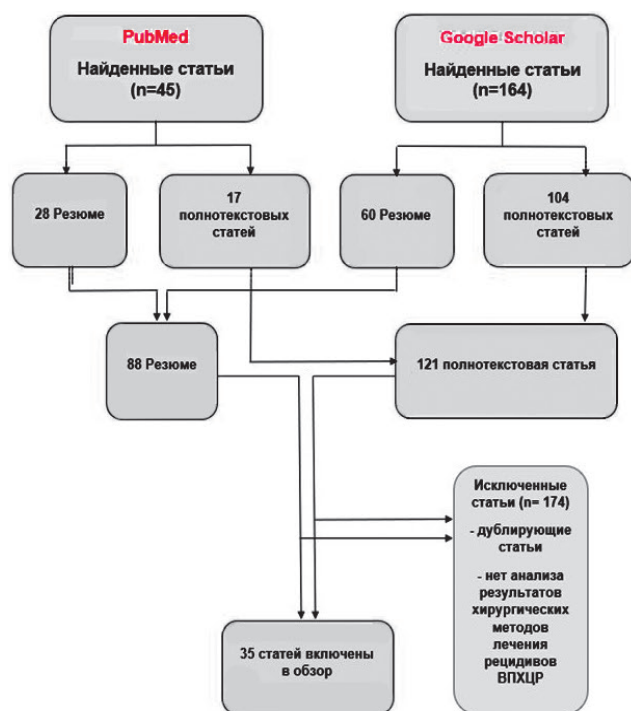 PubMed
Найденные статьи
(n=45)
Google Scholar
Найденные статьи
(n=164)
28 Резюме
17
полнотекстовых
статей
60 Резюме
104
полнотекстовых
статей
88 Резюме
121 полнотекстовая статья
Исключенные
статьи (n= 174)
- дублирующие
статьи
- нет анализа
результатов
хирургических
методов
лечения
рецидивов
ВПХЦР
35 статей включены
в обзор